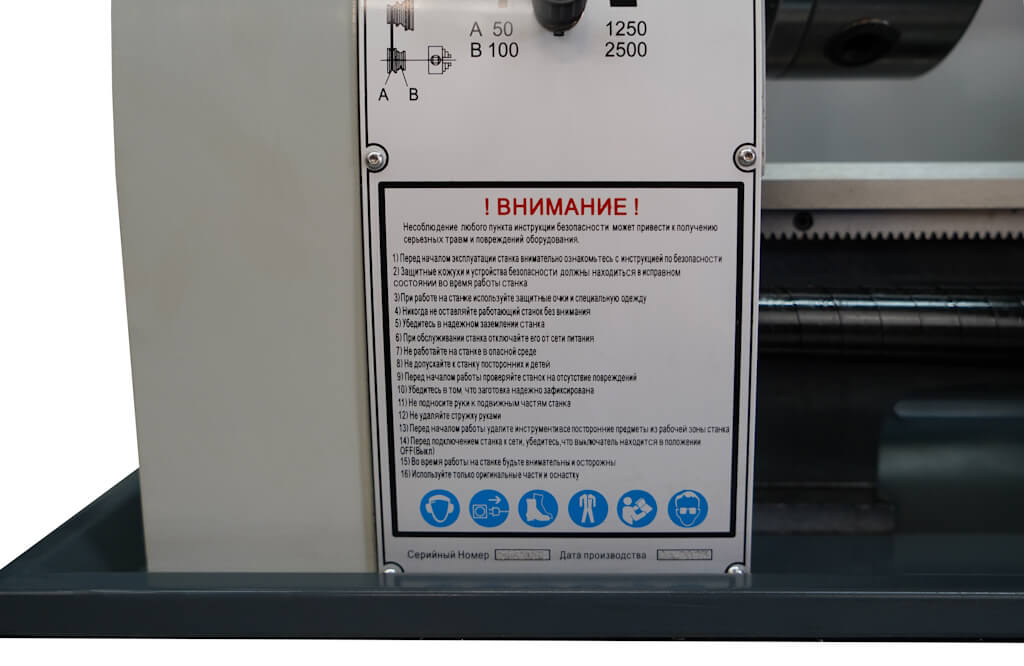 A 50 1250
B 100 2500
A B
! ВНИМАНИЕ !
Несоблюдение любого пункта инструкции безопасности может привести к получению
серьезных травм и повреждений оборудования.
1) Перед началом эксплуатации станка внимательно ознакомьтесь с инструкцией по безопасности
2) Защитные кожухи и устройства безопасности должны находиться в исправном
состоянии во время работы станка
3) При работе на станке используйте защитные очки и специальную одежду
4) Никогда не оставляйте работающий станок без внимания
5) Убедитесь в надежном заземлении станка
6) При обслуживании станка отключайте его от сети питания
7) Не работайте на станке в опасной среде
8) Не допускайте к станку посторонних и детей
9) Перед началом работы проверяйте станок на отсутствие повреждений
10) Убедитесь в том, что заготовка надежно зафиксирована
11) Не подносите руки к подвижным частям станка
12) Не удаляйте стружку руками
13) Перед началом работы удалите инструмент и все посторонние предметы из рабочей зоны станка
14) Перед подключением станка к сети, убедитесь, что выключатель находится в положении
OFF(Выкл)
15) Во время работы на станке будьте внимательны и осторожны
16) Используйте только оригинальные части и оснастку
Серийный Номер Дата производства